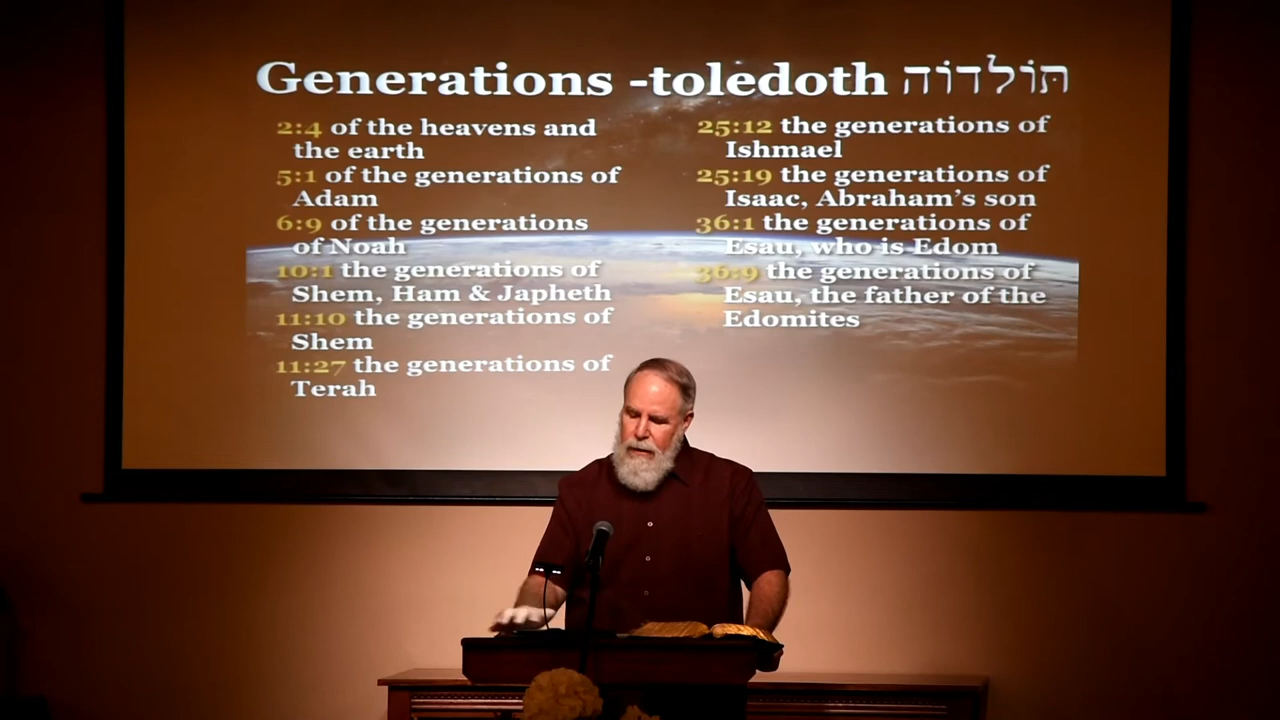 Generations -toledoth תּוֹלדוֹה
2:4 of the heavens and
the earth
5:1 of the generations of
Adam
6:9 of the generations
of Noah
10:1 the generations of
Shem, Ham & Japheth
11:10 the generations of
Shem
11:27 the generations of
Terah
25:12 the generations of
Ishmael
25:19 the generations of
Isaac, Abraham’s son
36:1 the generations of
Esau, who is Edom
36:9 the generations of
Esau, the father of the
Edomites